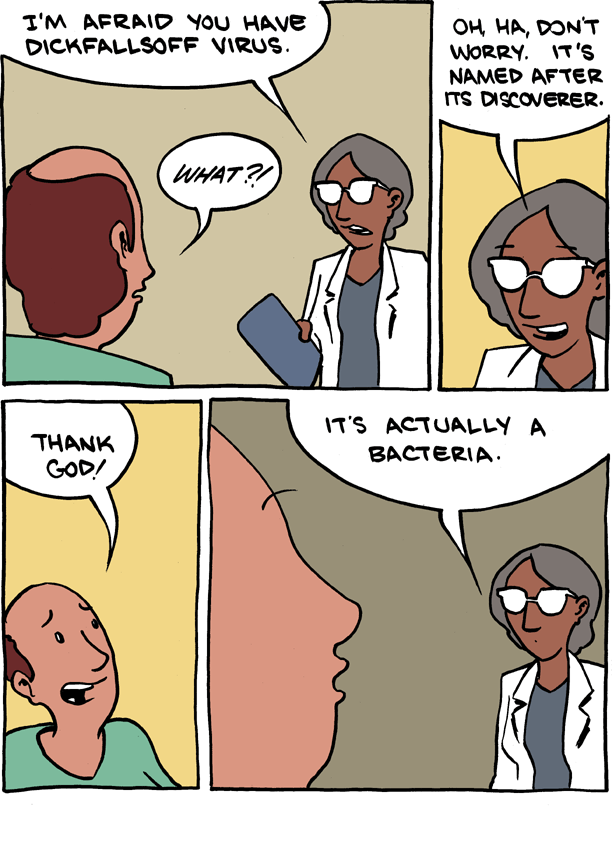 I'M AFRAID YOU HAVE
DICKFALLSOFF VIRUS.
WHAT?!
OH, HA, DON'T
WORRY. IT'S
NAMED AFTER
ITS DISCOVERER.
THANK
GOD!
IT'S ACTUALLY A
BACTERIA.